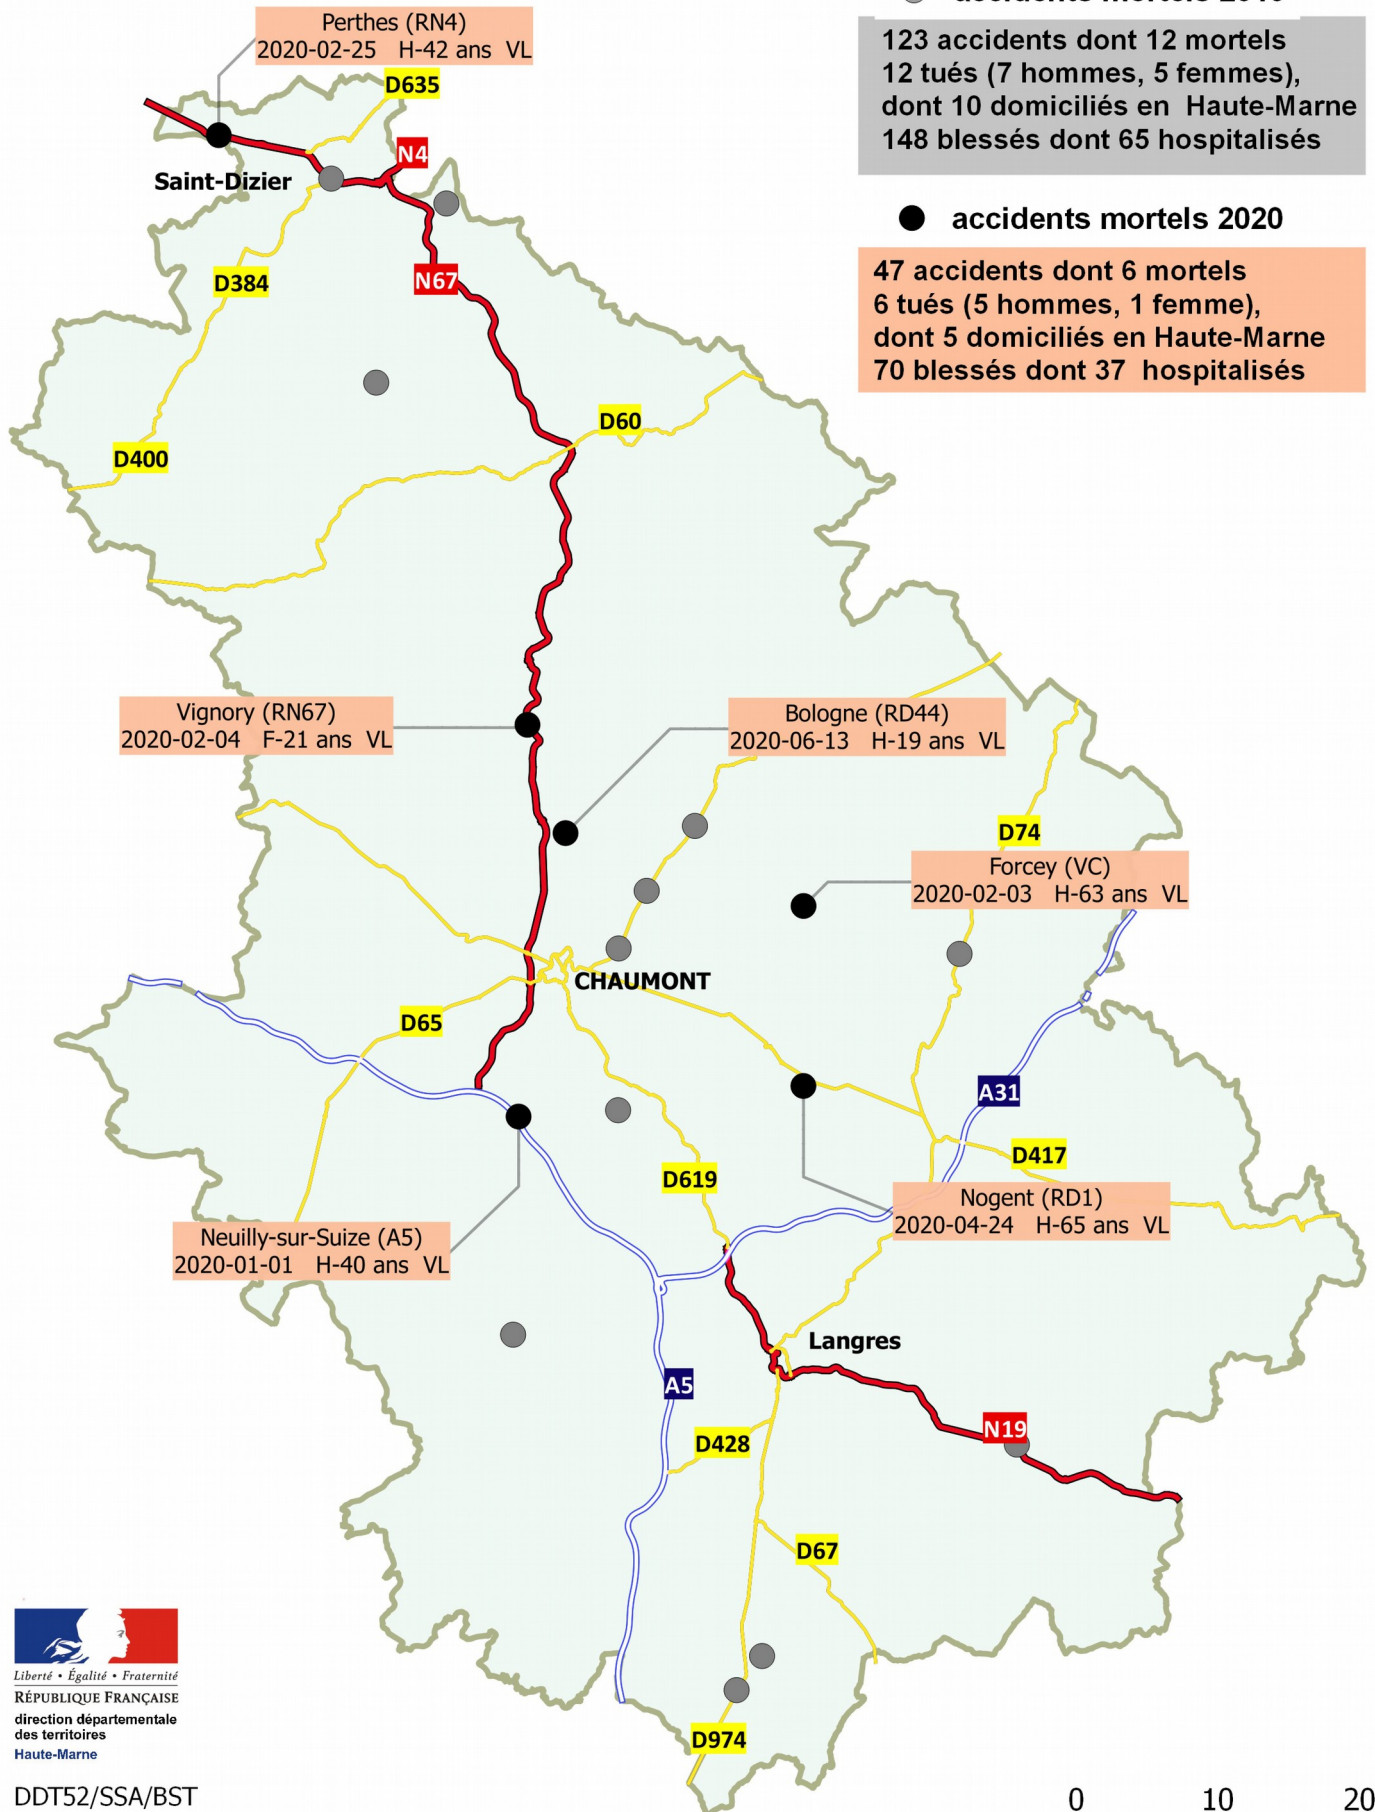 Perthes (RN4)
2020-02-25 H-42 ans VL
accidents mortels
123 accidents dont 12 mortels
12 tués (7 hommes, 5 femmes),
dont 10 domiciliés en Haute-Marne
148 blessés dont 65 hospitalisés
accidents mortels 2020
47 accidents dont 6 mortels
6 tués (5 hommes, 1 femme),
dont 5 domiciliés en Haute-Marne
70 blessés dont 37 hospitalisés
D635
N4
Saint-Dizier
N67
D384
D60
D400
Vignory (RN67)
2020-02-04 F-21 ans VL
Bologne (RD44)
2020-06-13 H-19 ans VL
D74
Forcey (VC)
2020-02-03 H-63 ans VL
CHAUMONT
D65
A31
D417
D619
Nogent (RD1)
2020-04-24 H-65 ans VL
Neuilly-sur-Suize (A5)
2020-01-01 H-40 ans VL
Langres
A5
N19
D428
D67
D974
Liberté • Égalité • Fraternité
RÉPUBLIQUE FRANÇAISE
direction départementale
des territoires
Haute-Marne
DDT52/SSA/BST
0 10 20